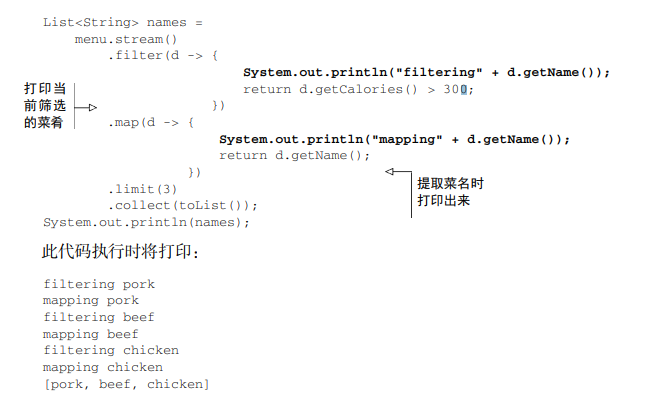 List<String> names =
menu.stream()
.filter(d -> {
System.out.println("filtering" + d.getName());
return d.getCalories() > 300;
})
打印当
前筛选
的菜肴
.map(d -> {
System.out.println("mapping" + d.getName());
return d.getName();
})
提取菜名时
打印出来
.limit(3)
.collect(toList());
System.out.println(names);
此代码执行时将打印：
filtering pork
mapping pork
filtering beef
mapping beef
filtering chicken
mapping chicken
[pork, beef, chicken]